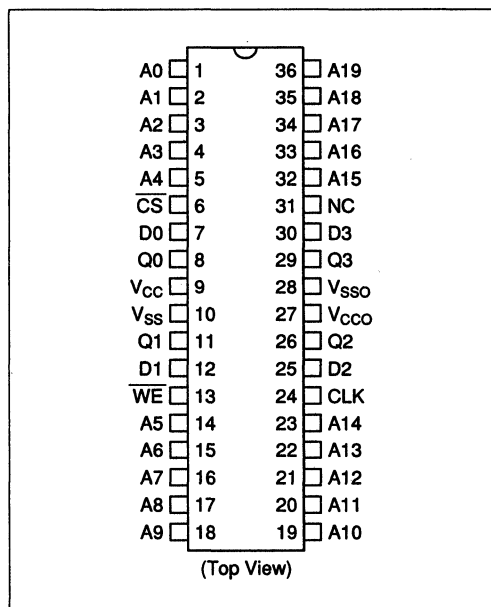 A0 1 36 A19
A1 2 35 A18
A2 3 34 A17
A3 4 33 A16
A4 5 32 A15
C̅S̅ 6 31 NC
D0 7 30 D3
Q0 8 29 Q3
VCC 9 28 VSSO
VSS 10 27 VCCO
Q1 11 26 Q2
D1 12 25 D2
W̅E̅ 13 24 CLK
A5 14 23 A14
A6 15 22 A13
A7 16 21 A12
A8 17 20 A11
A9 18 19 A10
(Top View)